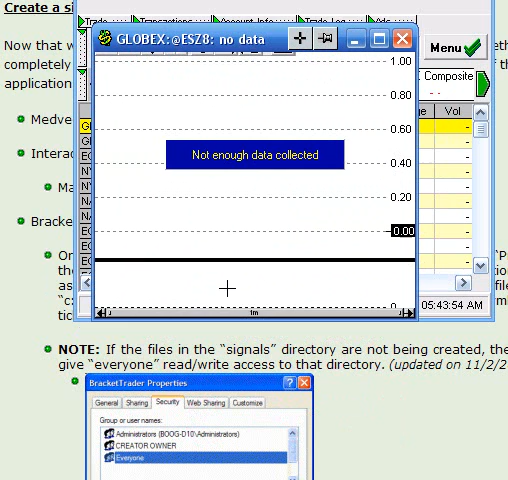 Create a si
Trade
Transactions
Account Info
Trade Log
Ads
GLOBEX:@ESZ8: no data
Now that w
completely
application
Menu
Composite
- -
Vol
1.00
0.80
0.60
0.40
0.20
0.00
Not enough data collected
Medve
Interac
Ma
Bracke
On
the
as
"c
tic
1m
05:43:54 AM
NOTE: If the files in the "signals" directory are not being created, the
give "everyone" read/write access to that directory. (updated on 11/2/2
BracketTrader Properties
General
Sharing
Security
Web Sharing
Customize
Group or user names:
Administrators (BOOG-D10\Administrators)
CREATOR OWNER
Everyone